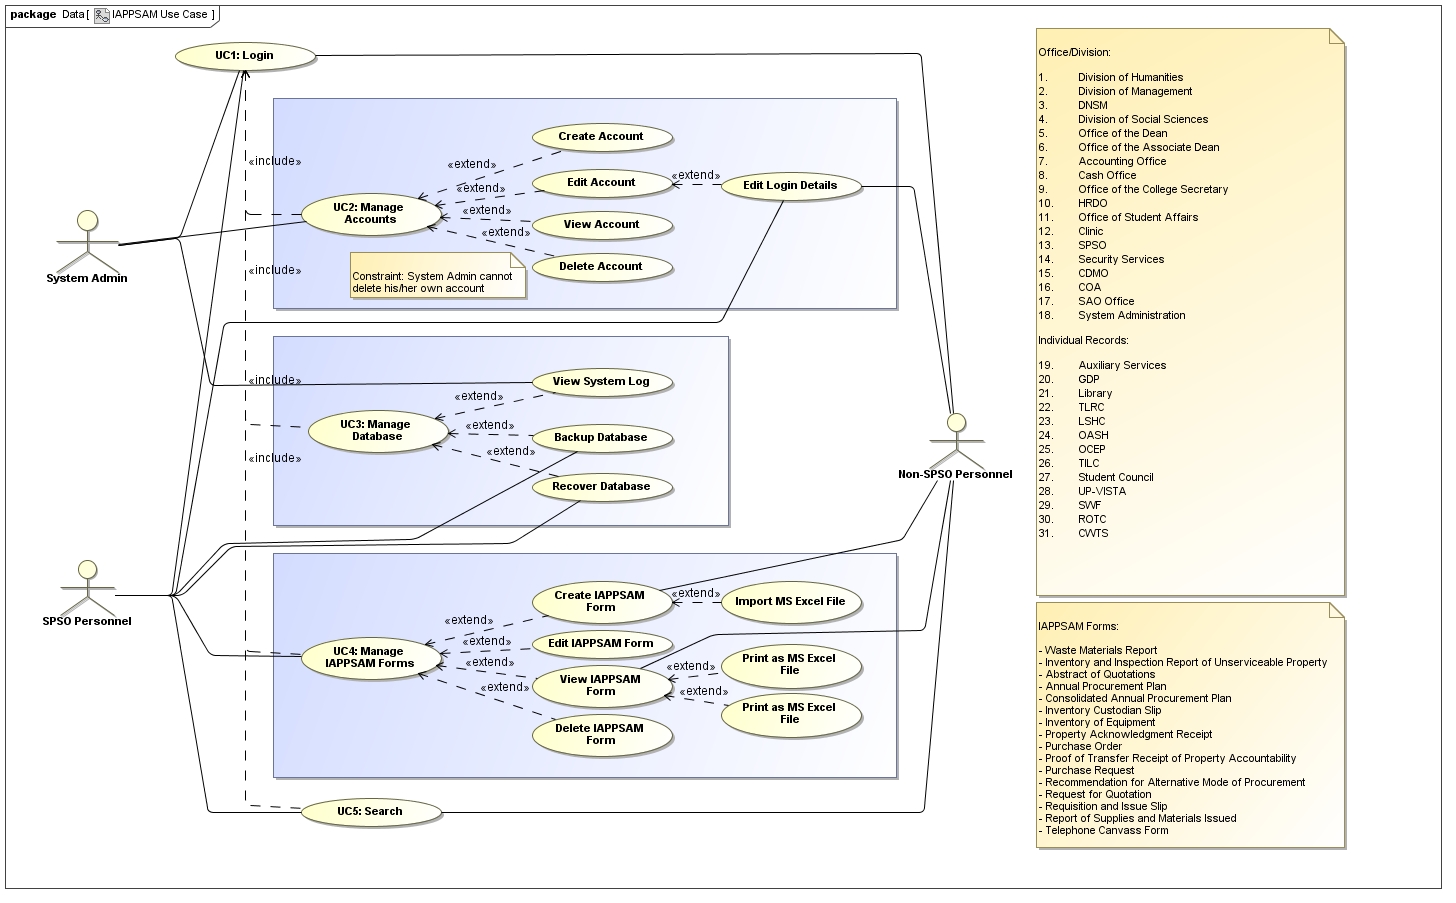 package Data [ IAPPSAM Use Case ]
UC1: Login
«include»
Create Account
«extend»
Edit Account
«extend»
«extend»
Edit Login Details
UC2: Manage
Accounts
«extend»
View Account
«extend»
Delete Account
System Admin
«include»
Constraint: System Admin cannot
delete his/her own account
«include»
View System Log
«extend»
UC3: Manage
Database
«extend»
Backup Database
«extend»
«include»
Recover Database
Non-SPSO Personnel
SPSO Personnel
Create IAPPSAM
Form
«extend»
Import MS Excel File
«extend»
Edit IAPPSAM Form
«extend»
UC4: Manage
IAPPSAM Forms
«extend»
View IAPPSAM
Form
«extend»
Print as MS Excel
File
«extend»
«extend»
Print as MS Excel
File
Delete IAPPSAM
Form
UC5: Search
Office/Division:
1. Division of Humanities
2. Division of Management
3. DNSM
4. Division of Social Sciences
5. Office of the Dean
6. Office of the Associate Dean
7. Accounting Office
8. Cash Office
9. Office of the College Secretary
10. HRDO
11. Office of Student Affairs
12. Clinic
13. SPSO
14. Security Services
15. CDMO
16. COA
17. SAO Office
18. System Administration
Individual Records:
19. Auxiliary Services
20. GDP
21. Library
22. TLRC
23. LSHC
24. OASH
25. OCEP
26. TILC
27. Student Council
28. UP-VISTA
29. SWF
30. ROTC
31. CWTS
IAPPSAM Forms:
- Waste Materials Report
- Inventory and Inspection Report of Unserviceable Property
- Abstract of Quotations
- Annual Procurement Plan
- Consolidated Annual Procurement Plan
- Inventory Custodian Slip
- Inventory of Equipment
- Property Acknowledgment Receipt
- Purchase Order
- Proof of Transfer Receipt of Property Accountability
- Purchase Request
- Recommendation for Alternative Mode of Procurement
- Request for Quotation
- Requisition and Issue Slip
- Report of Supplies and Materials Issued
- Telephone Canvass Form